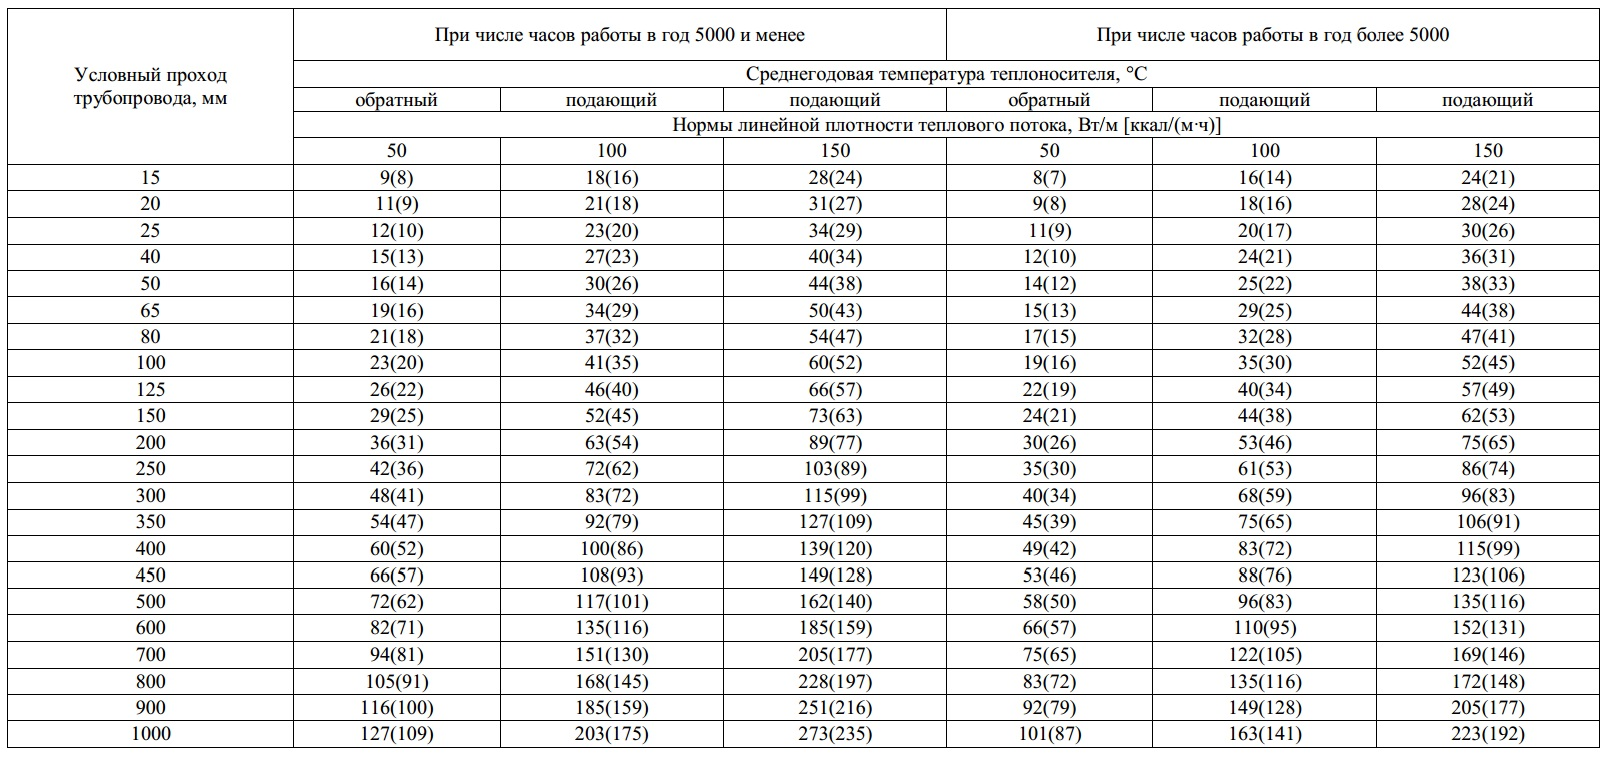 При числе часов работы в год 5000 и менее При числе часов работы в год более 5000
Условный проход трубопровода, мм
Среднегодовая температура теплоносителя, °С
обратный подающий подающий обратный подающий подающий
Нормы линейной плотности теплового потока, Вт/м [ккал/(м·ч)]
50 100 150 50 100 150
15 9(8) 18(16) 28(24) 8(7) 16(14) 24(21)
20 11(9) 21(18) 31(27) 9(8) 18(16) 28(24)
25 12(10) 23(20) 34(29) 11(9) 20(17) 30(26)
40 15(13) 27(23) 40(34) 12(10) 24(21) 36(31)
50 16(14) 30(26) 44(38) 14(12) 25(22) 38(33)
65 19(16) 34(29) 50(43) 15(13) 29(25) 44(38)
80 21(18) 37(32) 54(47) 17(15) 32(28) 47(41)
100 23(20) 41(35) 60(52) 19(16) 35(30) 52(45)
125 26(22) 46(40) 66(57) 22(19) 40(34) 57(49)
150 29(25) 52(45) 73(63) 24(21) 44(38) 62(53)
200 36(31) 63(54) 89(77) 30(26) 53(46) 75(65)
250 42(36) 72(62) 103(89) 35(30) 61(53) 86(74)
300 48(41) 83(72) 115(99) 40(34) 68(59) 96(83)
350 54(47) 92(79) 127(109) 45(39) 75(65) 106(91)
400 60(52) 100(86) 139(120) 49(42) 83(72) 115(99)
450 66(57) 108(93) 149(128) 53(46) 88(76) 123(106)
500 72(62) 117(101) 162(140) 58(50) 96(83) 135(116)
600 82(71) 135(116) 185(159) 66(57) 110(95) 152(131)
700 94(81) 151(130) 205(177) 75(65) 122(105) 169(146)
800 105(91) 168(145) 228(197) 83(72) 135(116) 172(148)
900 116(100) 185(159) 251(216) 92(79) 149(128) 205(177)
1000 127(109) 203(175) 273(235) 101(87) 163(141) 223(192)